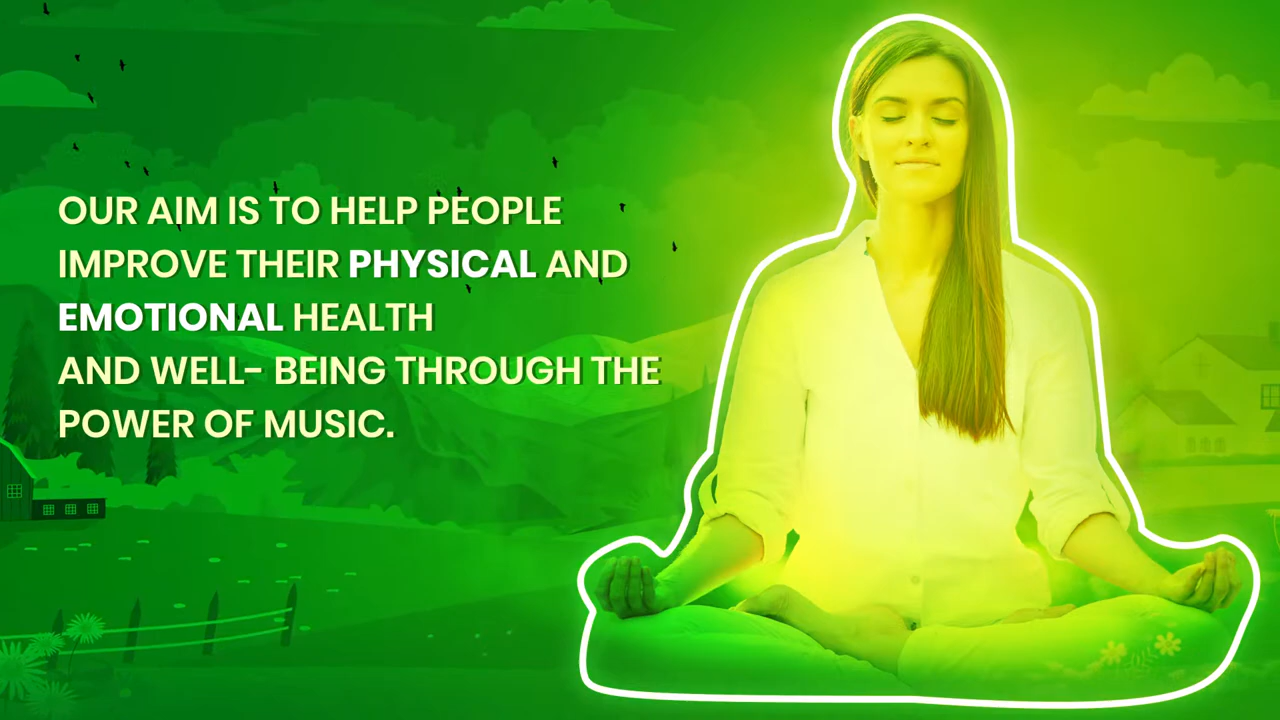 OUR AIM IS TO HELP PEOPLE
IMPROVE THEIR PHYSICAL AND
EMOTIONAL HEALTH
AND WELL- BEING THROUGH THE
POWER OF MUSIC.